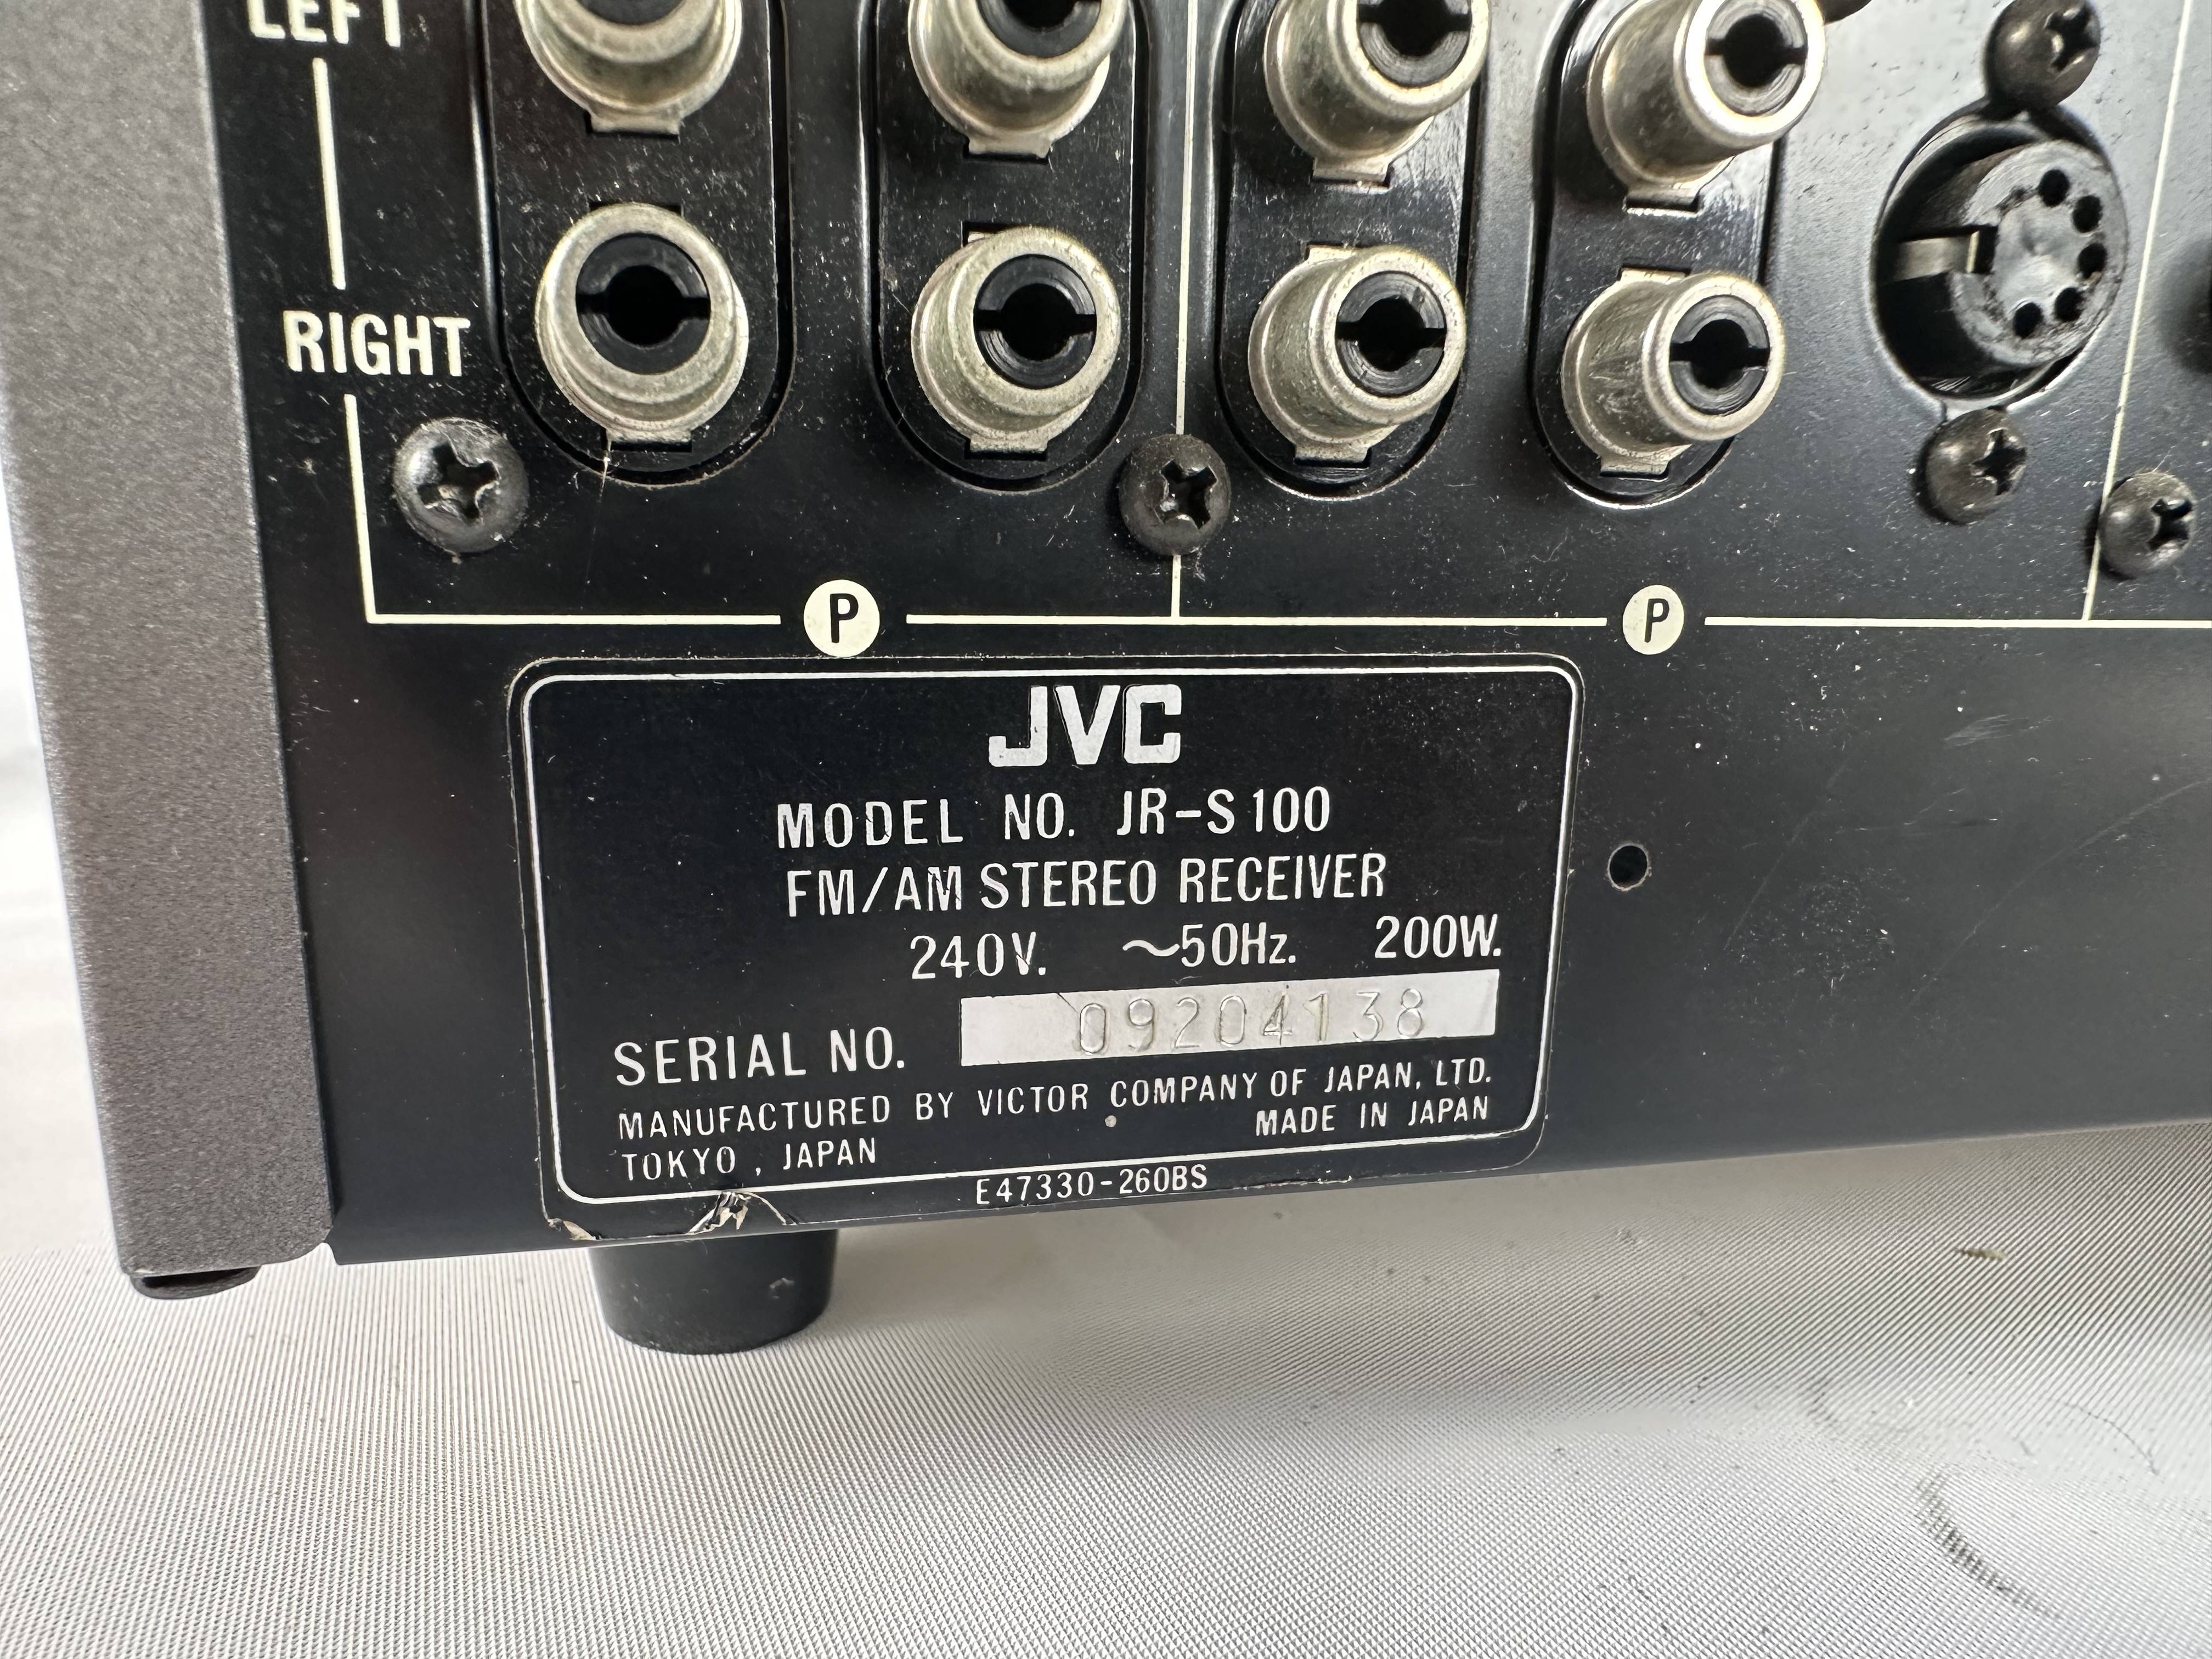 LEFT
RIGHT
P P
JVC
MODEL NO. JR-S100
FM/AM STEREO RECEIVER
240V. ~50Hz. 200W.
SERIAL NO. 09204138
MANUFACTURED BY VICTOR COMPANY OF JAPAN, LTD.
TOKYO, JAPAN MADE IN JAPAN
E47330-260BS